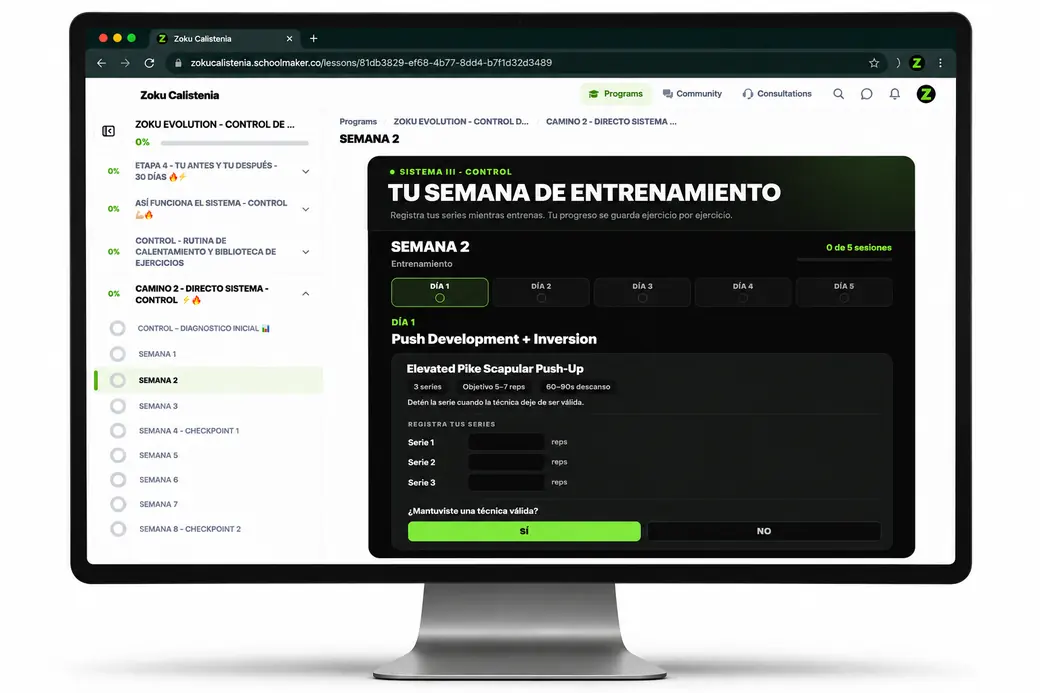 Zoku Calistenia
zokucalistenia.schoolmaker.co/lessons/81db3829-ef68-4b77-8dd4-b7f1d32d3489
Zoku Calistenia
Programs
Community
Consultations
ZOKU EVOLUTION - CONTROL DE ...
0%
0%
ETAPA 4 - TU ANTES Y TU DESPUÉS -
30 DÍAS 🔥⚡
0%
ASÍ FUNCIONA EL SISTEMA - CONTROL
💪🏻🔥
0%
CONTROL - RUTINA DE
CALENTAMIENTO Y BIBLIOTECA DE
EJERCICIOS
0%
CAMINO 2 - DIRECTO SISTEMA -
CONTROL ⚡🔥
CONTROL – DIAGNOSTICO INICIAL 📊
SEMANA 1
SEMANA 2
SEMANA 3
SEMANA 4 - CHECKPOINT 1
SEMANA 5
SEMANA 6
SEMANA 7
SEMANA 8 - CHECKPOINT 2
Programs
ZOKU EVOLUTION - CONTROL D...
CAMINO 2 - DIRECTO SISTEMA ...
SEMANA 2
SISTEMA III - CONTROL
TU SEMANA DE ENTRENAMIENTO
Registra tus series mientras entrenas. Tu progreso se guarda ejercicio por ejercicio.
SEMANA 2
Entrenamiento
0 de 5 sesiones
DÍA 1
DÍA 2
DÍA 3
DÍA 4
DÍA 5
DÍA 1
Push Development + Inversion
Elevated Pike Scapular Push-Up
3 series
Objetivo 5–7 reps
60–90s descanso
Detén la serie cuando la técnica deje de ser válida.
REGISTRA TUS SERIES
Serie 1 reps
Serie 2 reps
Serie 3 reps
¿Mantuviste una técnica válida?
SÍ
NO